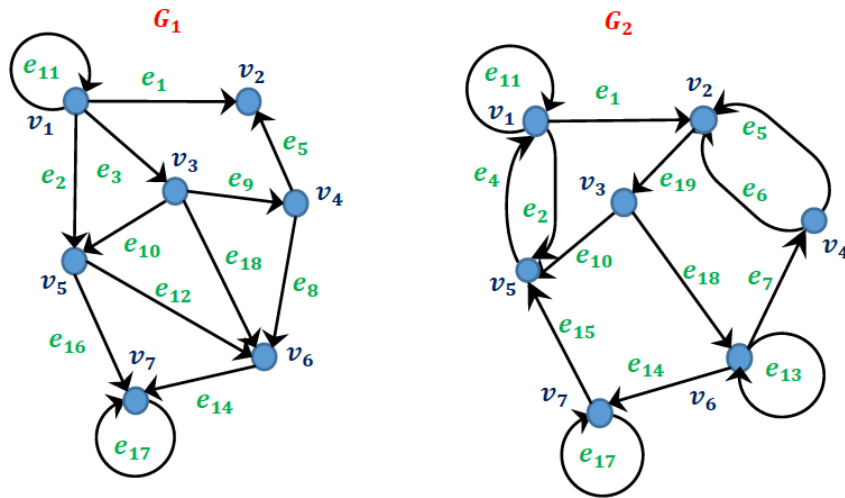 G₁
e₁₁
e₁
v₂
v₁
e₂
e₃
v₃
e₉
e₅
v₄
e₁₀
e₁₈
e₈
v₅
e₁₂
e₁₆
v₇
v₆
e₁₄
e₁₇
G₂
e₁₁
v₁
e₁
v₂
e₅
e₄
e₂
v₃
e₁₉
e₆
v₄
v₅
e₁₀
e₁₈
e₇
e₁₅
e₁₄
e₁₃
v₇
v₆
e₁₇